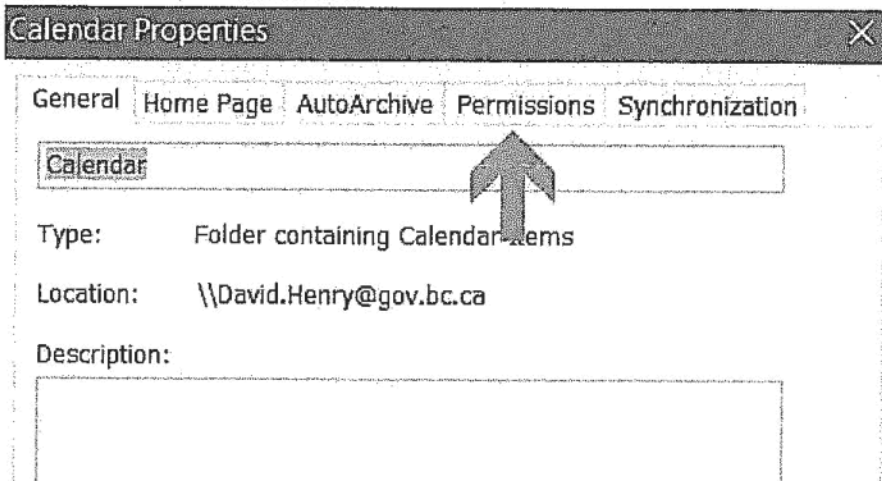 Calendar Properties
General Home Page AutoArchive Permissions Synchronization
Calendar
Type: Folder containing Calendar
Location: \\David.Henry@gov.bc.ca
Description: